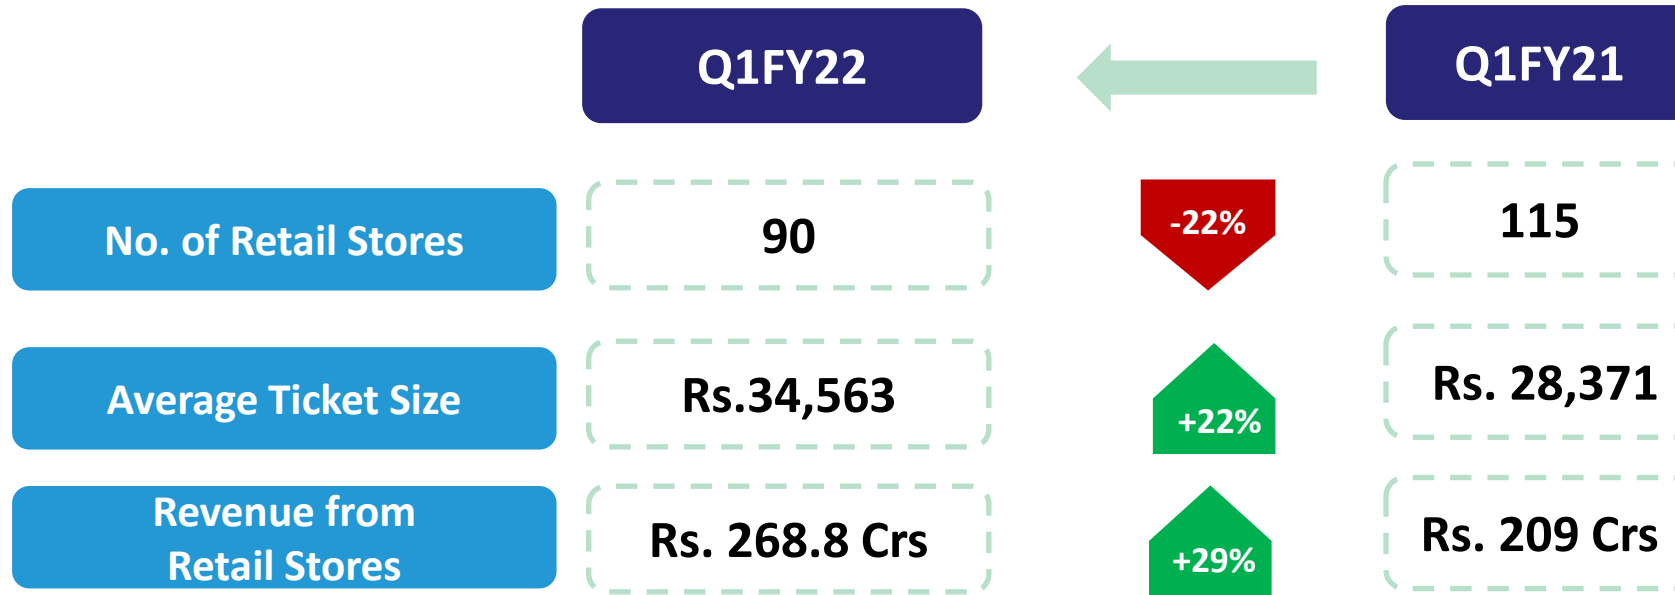 Q1FY22
Q1FY21
No. of Retail Stores
90
-22%
115
Average Ticket Size
Rs.34,563
+22%
Rs. 28,371
Revenue from
Retail Stores
Rs. 268.8 Crs
+29%
Rs. 209 Crs